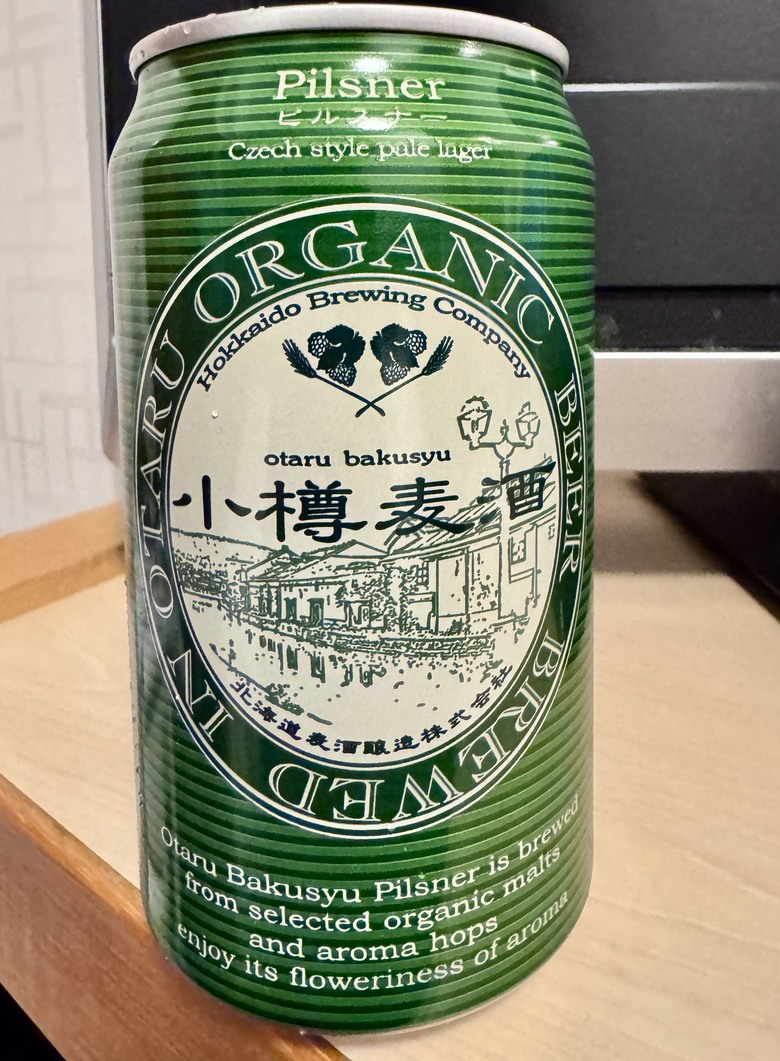 Pilsner
ピルスナー
Czech style pale lager
ORGANIC BEER BREWED IN OTARU
Hokkaido Brewing Company
otaru bakusyu
小樽麦酒
北海道麦酒醸造株式会社
Otaru Bakusyu Pilsner is brewed
from selected organic malts
and aroma hops
enjoy its floweriness of aroma